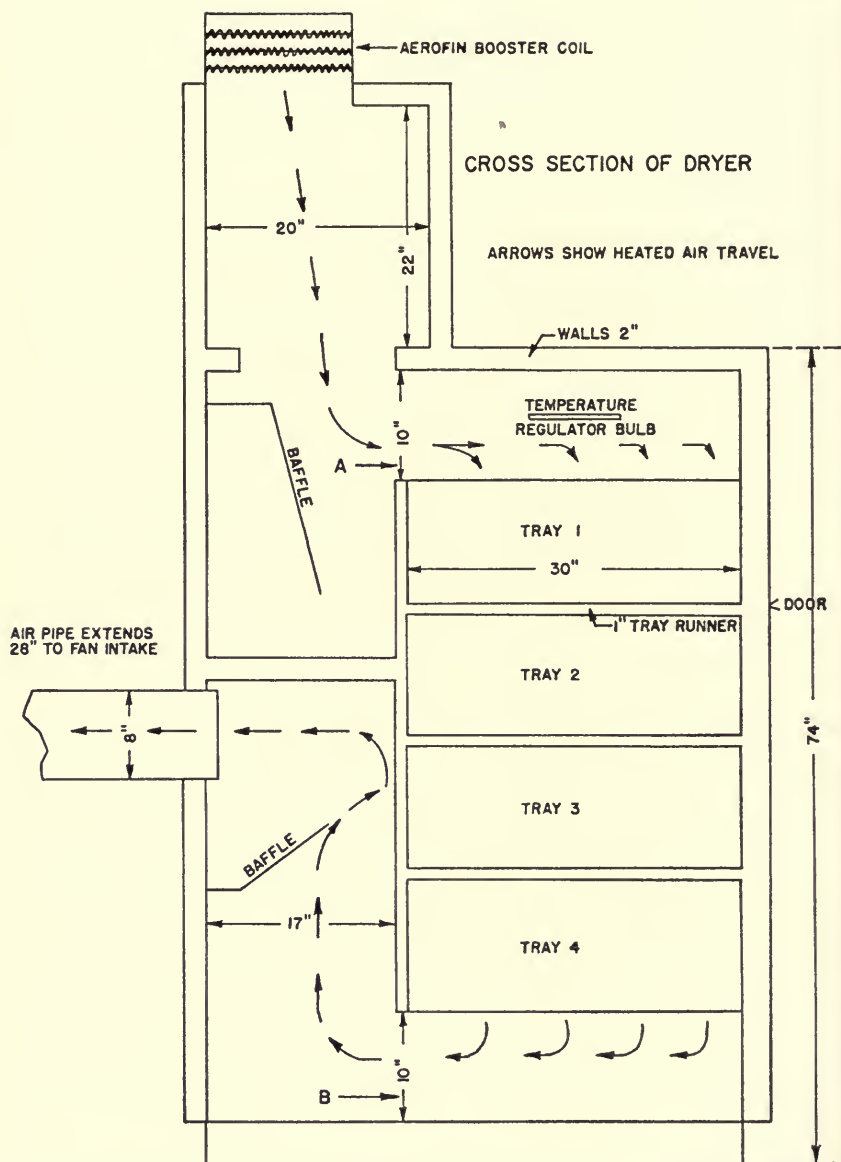 AEROFIN BOOSTER COIL
CROSS SECTION OF DRYER
20"
22"
ARROWS SHOW HEATED AIR TRAVEL
WALLS 2"
TEMPERATURE
REGULATOR BULB
10"
A
BAFFLE
TRAY 1
30"
DOOR
1" TRAY RUNNER
AIR PIPE EXTENDS
28" TO FAN INTAKE
TRAY 2
8"
74"
TRAY 3
BAFFLE
17"
TRAY 4
10"
B